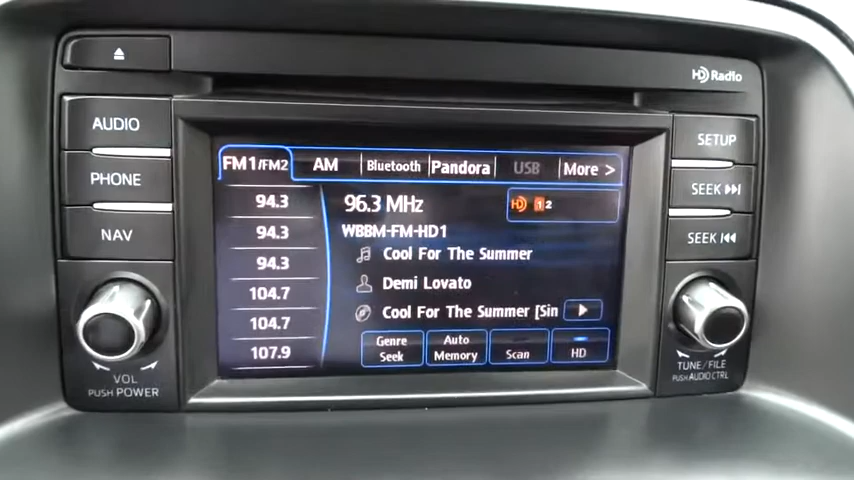 HD Radio
AUDIO
PHONE
NAV
VOL
PUSH POWER
SETUP
SEEK
SEEK
TUNE/FILE
PUSH AUDIO CTRL
FM1/FM2 AM Bluetooth Pandora USB More >
94.3
94.3
94.3
104.7
104.7
107.9
96.3 MHz
HD 1 2
WBBM-FM-HD1
Cool For The Summer
Demi Lovato
Cool For The Summer [Sin
Genre Seek
Auto Memory
Scan
HD